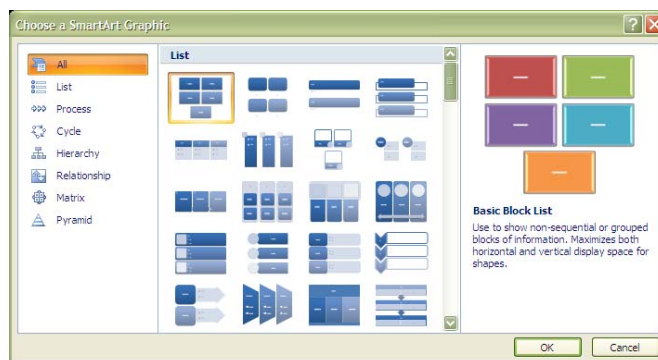 Choose a SmartArt Graphic
All
List
Process
Cycle
Hierarchy
Relationship
Matrix
Pyramid
List
Basic Block List
Use to show non-sequential or grouped
blocks of information. Maximizes both
horizontal and vertical display space for
shapes.
OK
Cancel